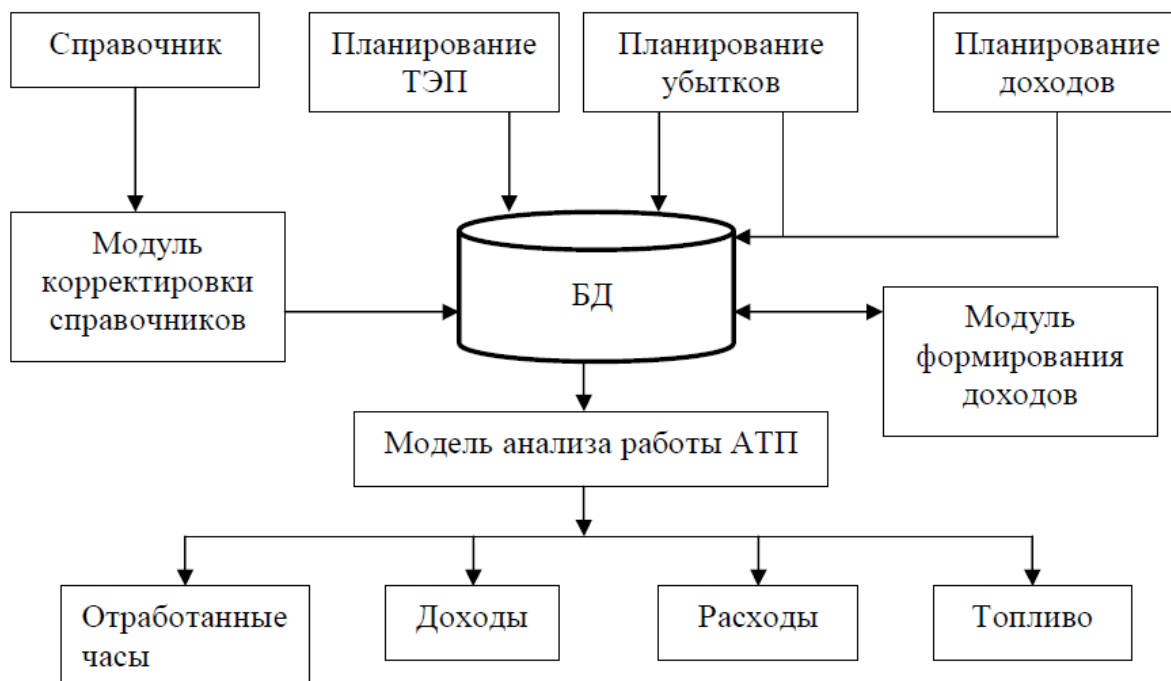 Справочник
Планирование
ТЭП
Планирование
убытков
Планирование
доходов
Модуль
корректировки
справочников
БД
Модуль
формирования
доходов
Модель анализа работы АТП
Отработанные
часы
Доходы
Расходы
Топливо